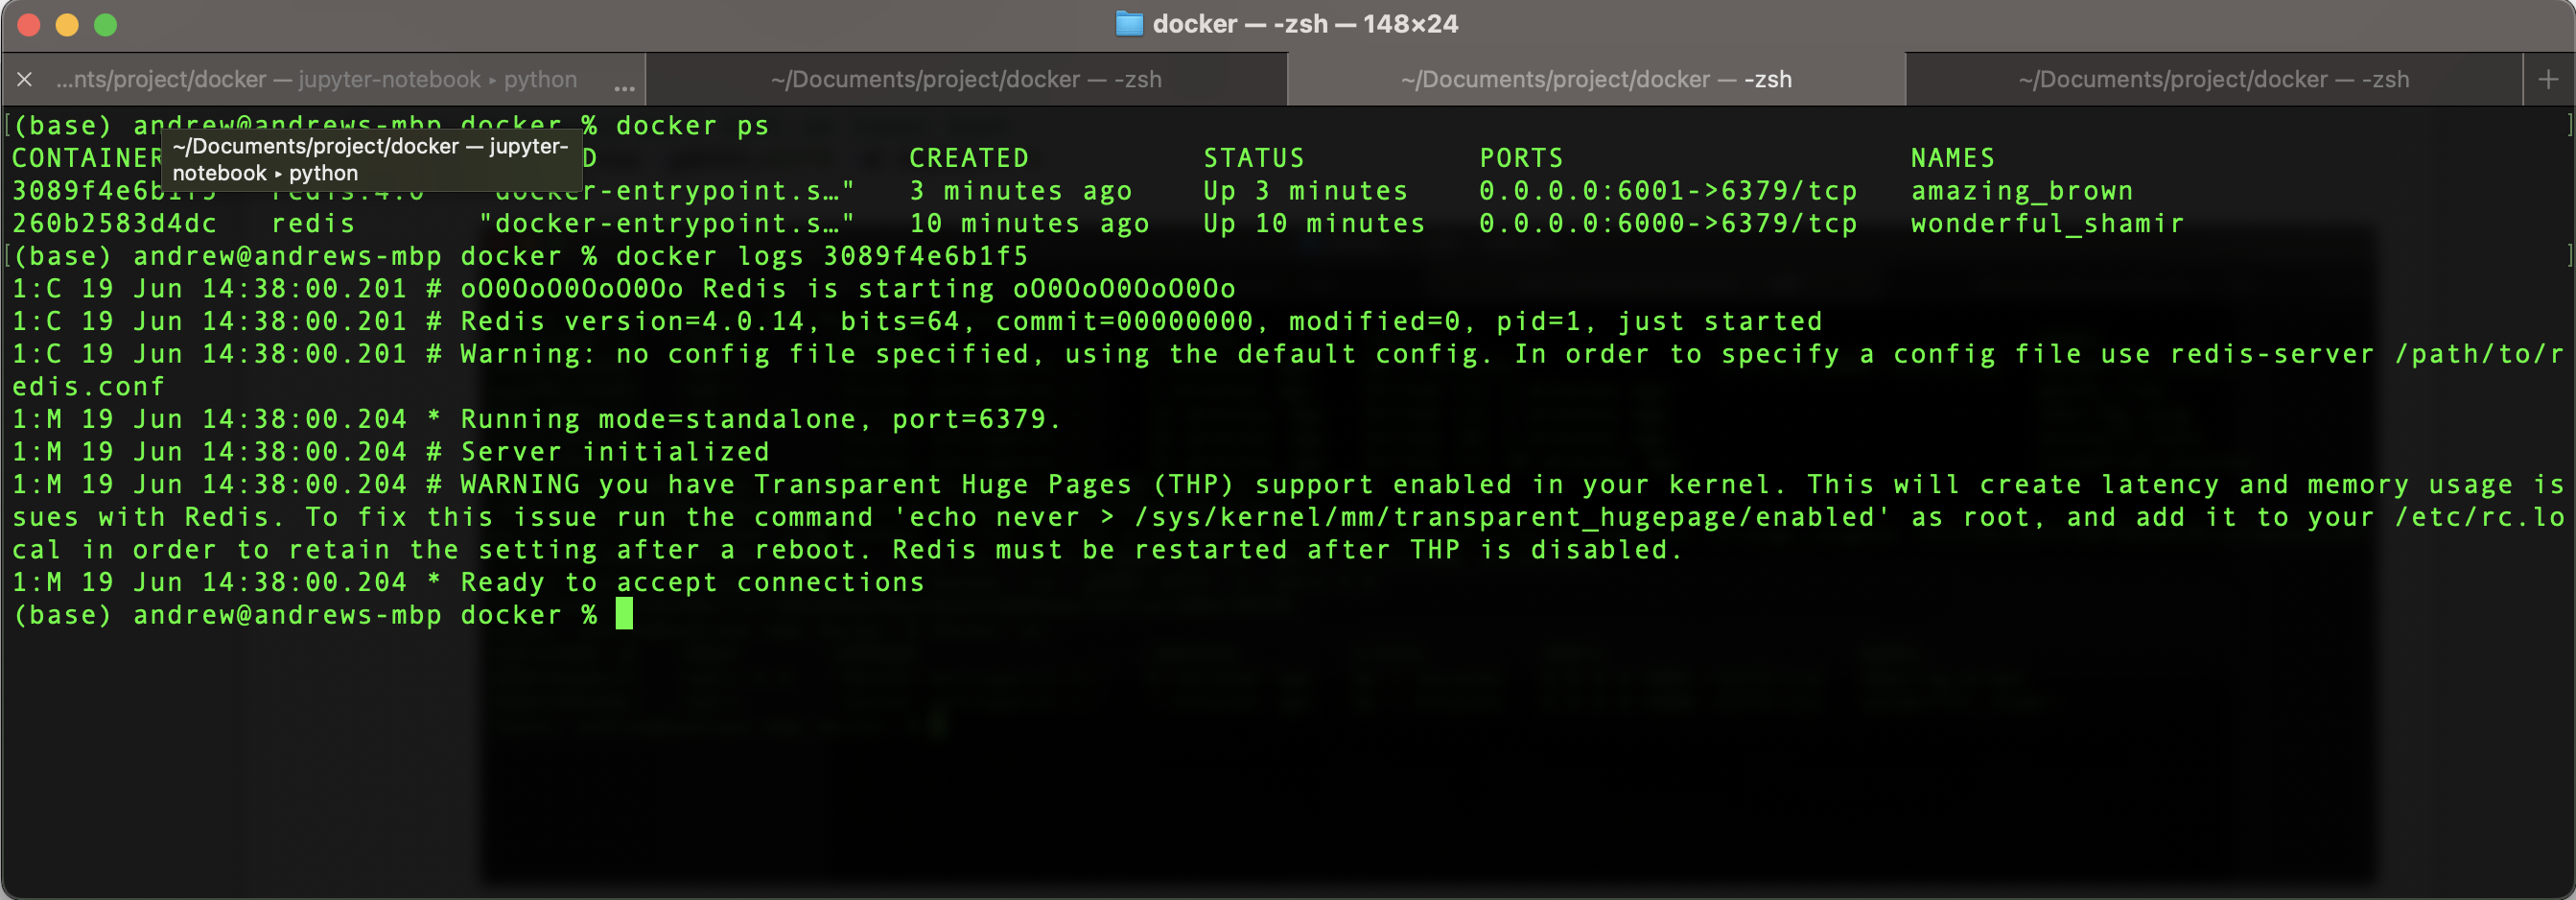 docker — -zsh — 148×24
...nts/project/docker — jupyter-notebook ▸ python ... ~/Documents/project/docker — -zsh ~/Documents/project/docker — -zsh ~/Documents/project/docker — -zsh
(base) andrew@andrews-mbp docker % docker ps
~/Documents/project/docker — jupyter-
notebook ▸ python
CONTAINER D CREATED STATUS PORTS NAMES
3089f4e6b1f5 redis:4.0 "docker-entrypoint.s…" 3 minutes ago Up 3 minutes 0.0.0.0:6001->6379/tcp amazing_brown
260b2583d4dc redis "docker-entrypoint.s…" 10 minutes ago Up 10 minutes 0.0.0.0:6000->6379/tcp wonderful_shamir
(base) andrew@andrews-mbp docker % docker logs 3089f4e6b1f5
1:C 19 Jun 14:38:00.201 # oO0OoO0OoO0Oo Redis is starting oO0OoO0OoO0Oo
1:C 19 Jun 14:38:00.201 # Redis version=4.0.14, bits=64, commit=00000000, modified=0, pid=1, just started
1:C 19 Jun 14:38:00.201 # Warning: no config file specified, using the default config. In order to specify a config file use redis-server /path/to/r
edis.conf
1:M 19 Jun 14:38:00.204 * Running mode=standalone, port=6379.
1:M 19 Jun 14:38:00.204 # Server initialized
1:M 19 Jun 14:38:00.204 # WARNING you have Transparent Huge Pages (THP) support enabled in your kernel. This will create latency and memory usage is
sues with Redis. To fix this issue run the command 'echo never > /sys/kernel/mm/transparent_hugepage/enabled' as root, and add it to your /etc/rc.lo
cal in order to retain the setting after a reboot. Redis must be restarted after THP is disabled.
1:M 19 Jun 14:38:00.204 * Ready to accept connections
(base) andrew@andrews-mbp docker %